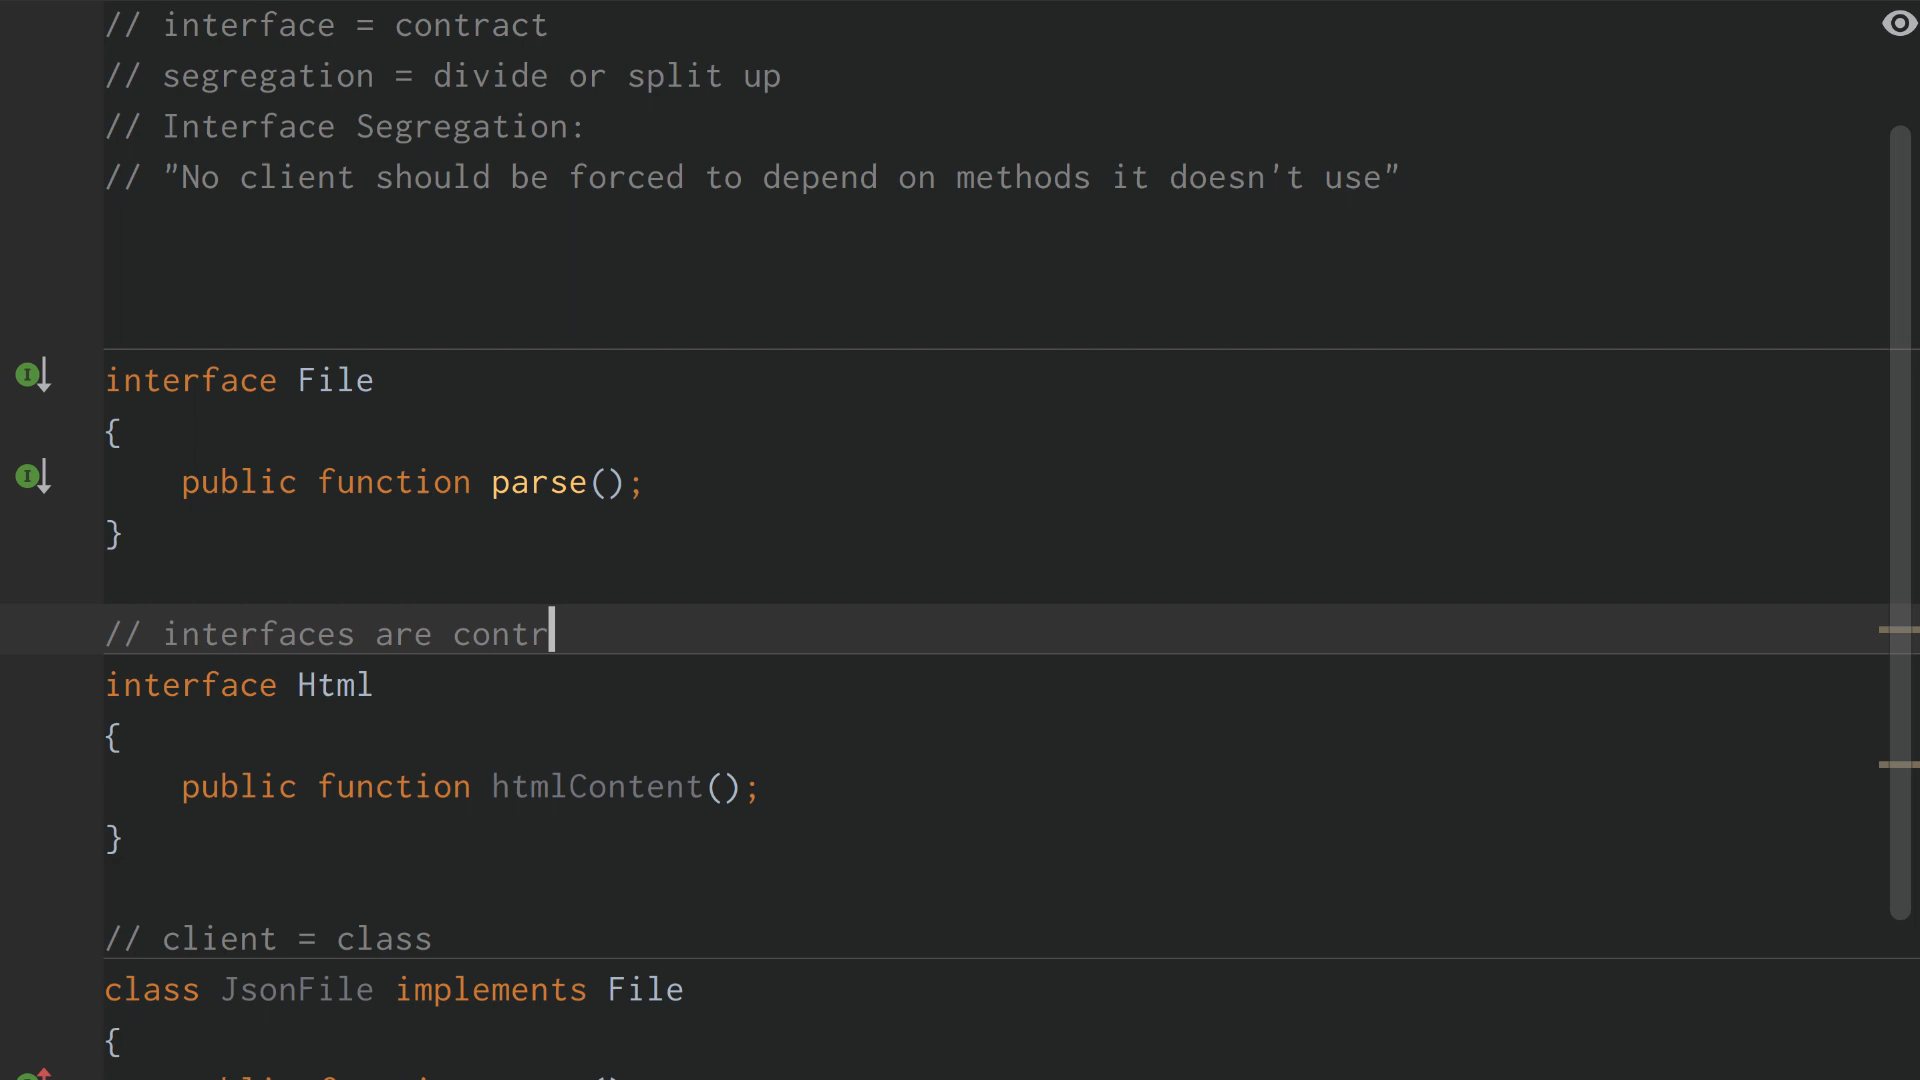 // interface = contract
// segregation = divide or split up
// Interface Segregation:
// "No client should be forced to depend on methods it doesn't use"
interface File
{
public function parse();
}
// interfaces are contr
interface Html
{
public function htmlContent();
}
// client = class
class JsonFile implements File
{